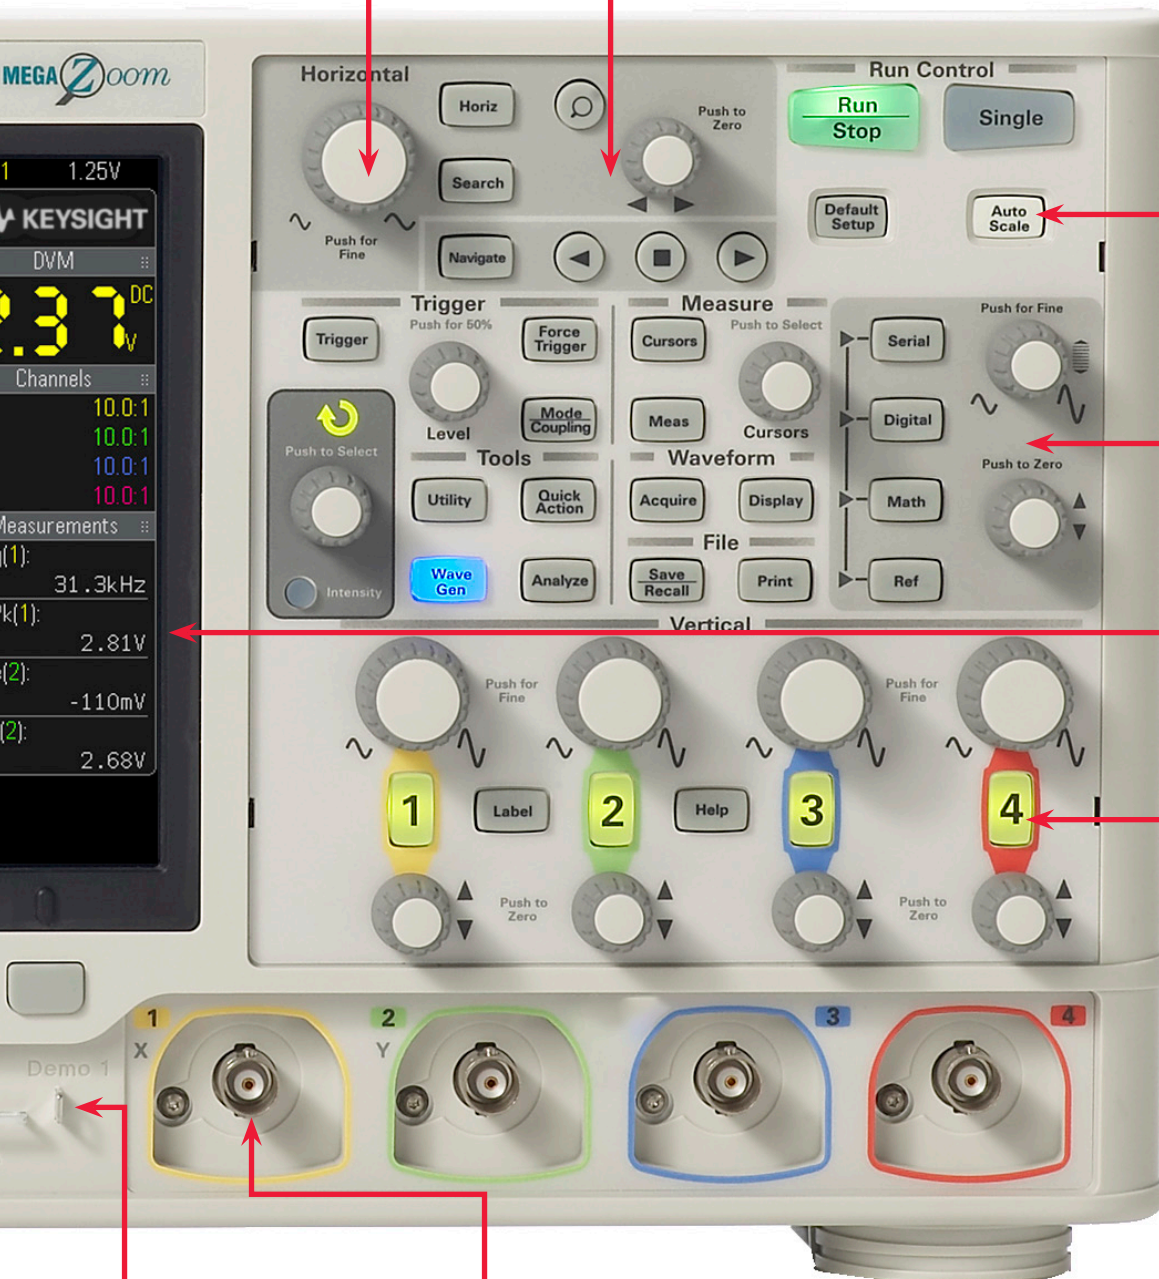 MEGA Zoom
Horizontal
Horiz
Push to
Zero
Search
Push for
Fine
Navigate
Run Control
Run
Stop
Single
Default
Setup
Auto
Scale
1 1.25V
KEYSIGHT
DVM
.37 DC
V
Channels
10.0:1
10.0:1
10.0:1
10.0:1
Measurements
(1):
31.3kHz
k(1):
2.81V
(2):
-110mV
(2):
2.68V
Trigger
Push for 50%
Trigger
Force
Trigger
Level
Mode
Coupling
Push to Select
Intensity
Measure
Push to Select
Cursors
Meas
Cursors
Tools
Utility
Quick
Action
Wave
Gen
Analyze
Waveform
Acquire
Display
File
Save
Recall
Print
Serial
Digital
Math
Ref
Push for Fine
Push to Zero
Vertical
Push for
Fine
Push for
Fine
1
Label
2
Help
3
4
Push to
Zero
Push to
Zero
1
X
2
Y
3
4
Demo 1